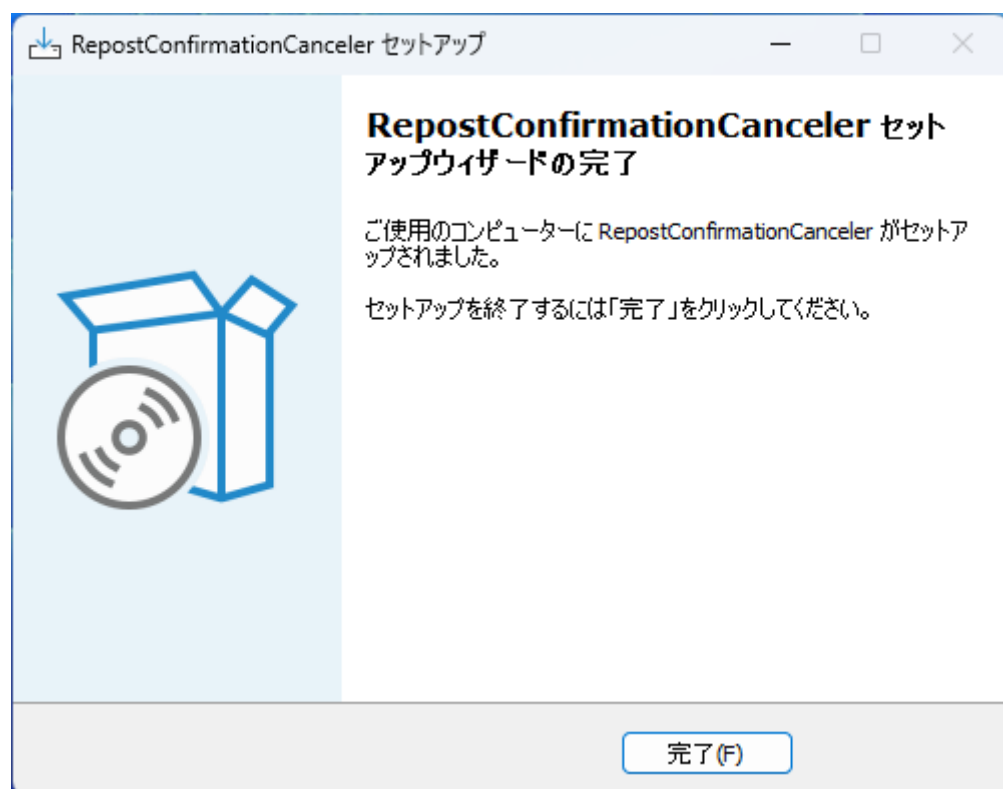 RepostConfirmationCanceler セットアップ
RepostConfirmationCanceler セット
アップウィザードの完了
ご使用のコンピューターに RepostConfirmationCanceler がセットア
ップされました。
セットアップを終了するには「完了」をクリックしてください。
完了(F)